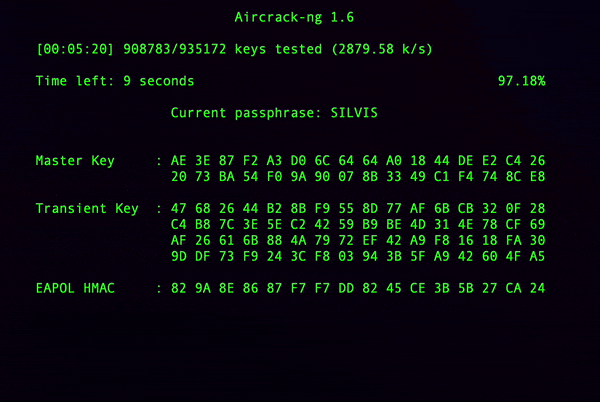 Aircrack-ng 1.6
[00:05:20] 908783/935172 keys tested (2879.58 k/s)
Time left: 9 seconds 97.18%
Current passphrase: SILVIS
Master Key : AE 3E 87 F2 A3 D0 6C 64 64 A0 18 44 DE E2 C4 26
20 73 BA 54 F0 9A 90 07 8B 33 49 C1 F4 74 8C E8
Transient Key : 47 68 26 44 B2 8B F9 55 8D 77 AF 6B CB 32 0F 28
C4 B8 7C 3E 5E C2 42 59 B9 BE 4D 31 4E 78 CF 69
AF 26 61 6B 88 4A 79 72 EF 42 A9 F8 16 18 FA 30
9D DF 73 F9 24 3C F8 03 94 3B 5F A9 42 60 4F A5
EAPOL HMAC : 82 9A 8E 86 87 F7 F7 DD 82 45 CE 3B 5B 27 CA 24